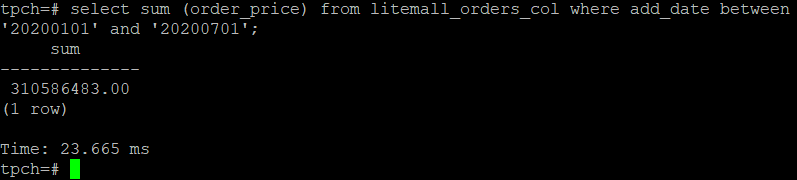 tpch=# select sum (order_price) from litemall_orders_col where add_date between
'20200101' and '20200701';
sum
--------------
310586483.00
(1 row)
Time: 23.665 ms
tpch=#